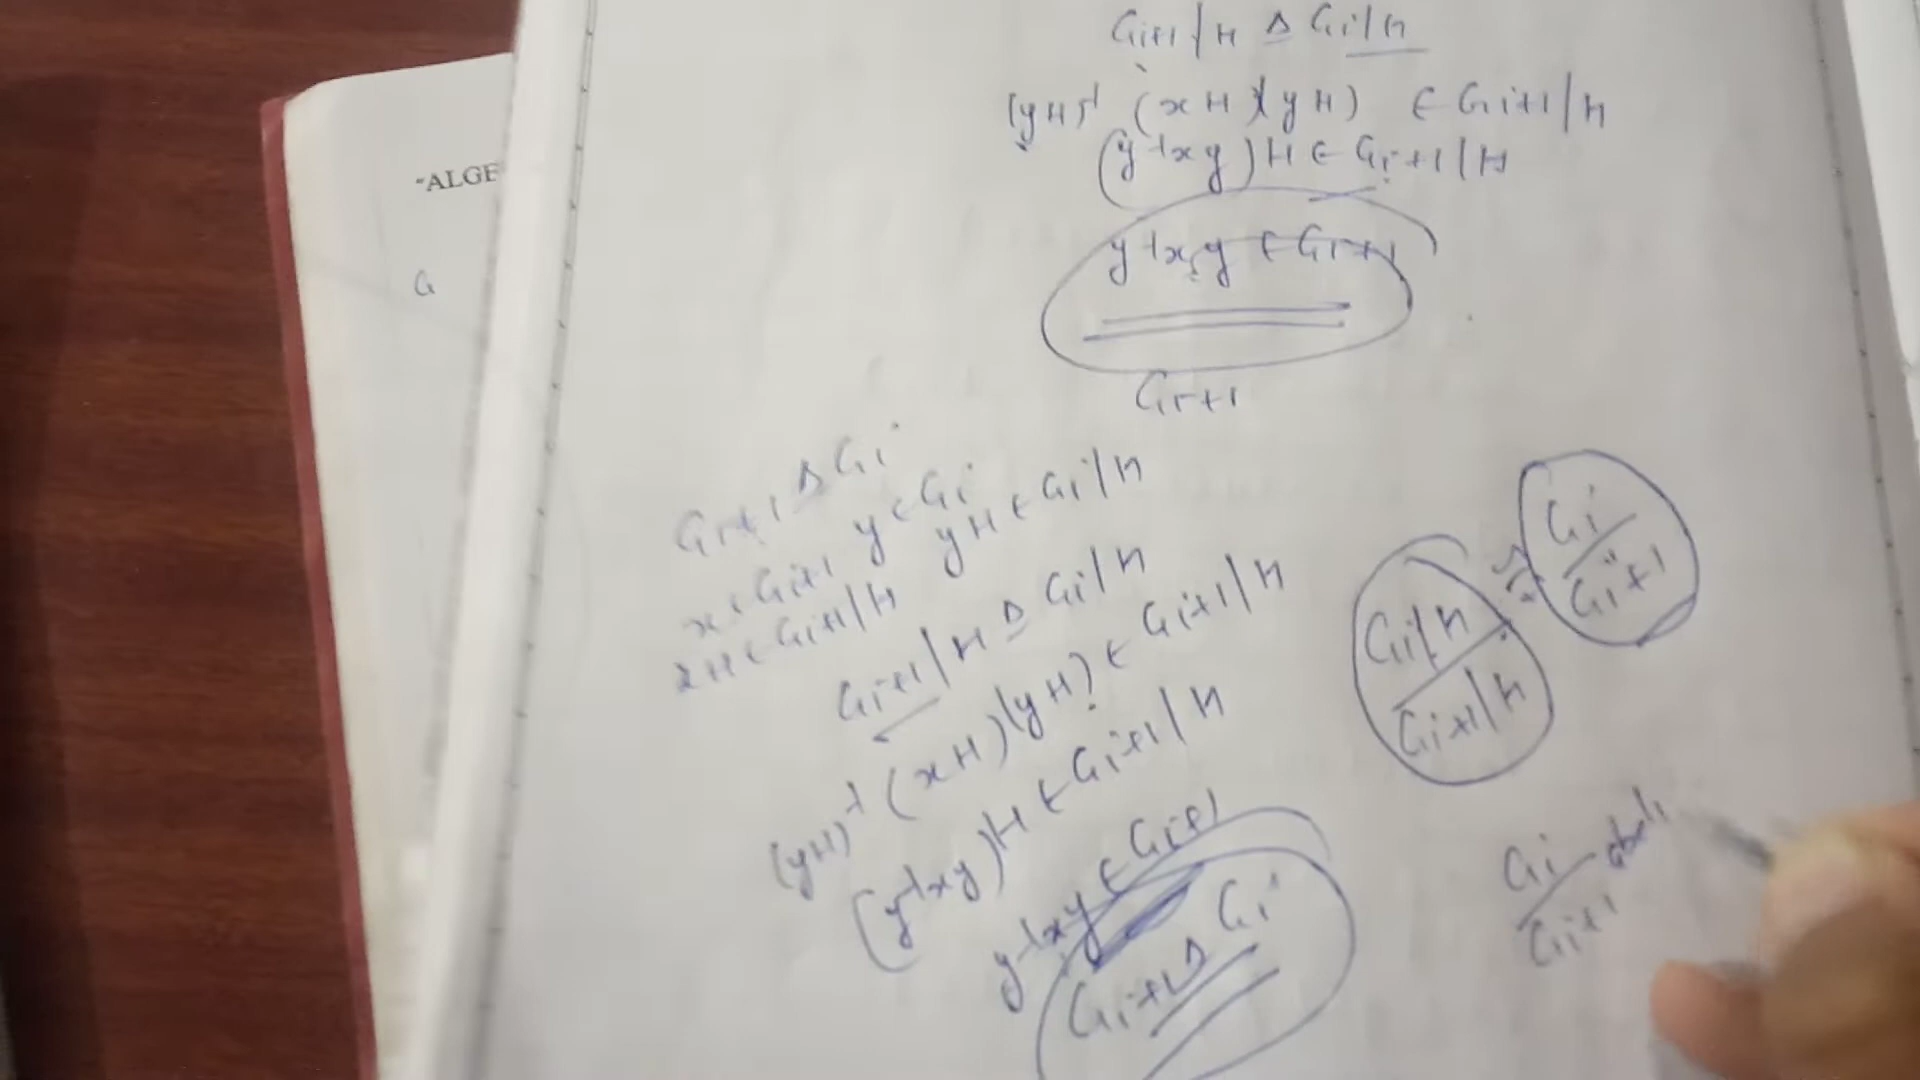 "ALGE
G
Gi+1/H Δ Gi/H
(yH)⁻¹ (xH)(yH) ∈ Gi+1/H
(y⁻¹xy)H ∈ Gi+1/H
y⁻¹xy ∈ Gi+1
Gi+1
Gi+1 Δ Gi
x ∈ Gi+1 y ∈ Gi
xH ∈ Gi+1/H yH ∈ Gi/H
Gi+1/H Δ Gi/H
(yH)⁻¹ (xH)(yH) ∈ Gi+1/H
(y⁻¹xy)H ∈ Gi+1/H
y⁻¹xy ∈ Gi+1
Gi+1 Δ Gi
Gi/H ≅ Gi
Gi+1/H Gi+1
Gi abeli
Gi+1